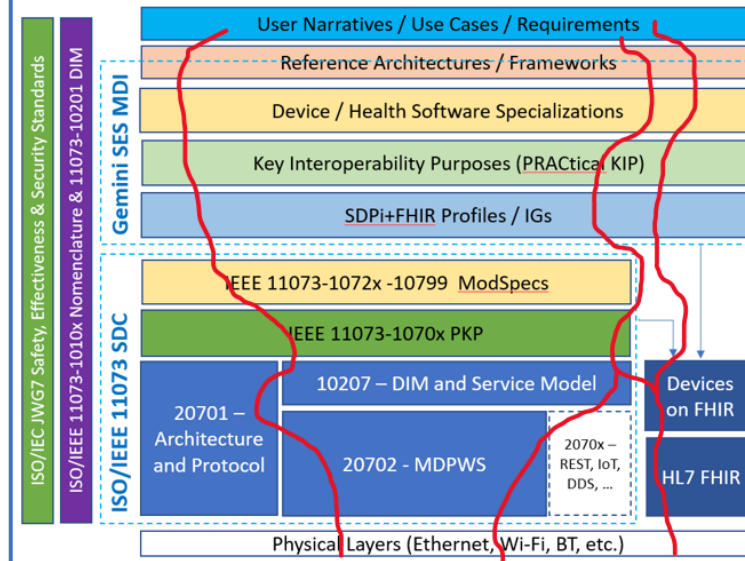 User Narratives / Use Cases / Requirements
Reference Architectures / Frameworks
Device / Health Software Specializations
Key Interoperability Purposes (PRACtical KIP)
SDPi+FHIR Profiles / IGs
Gemini SES MDI
ISO/IEC JWG7 Safety, Effectiveness & Security Standards
ISO/IEEE 11073-1010x Nomenclature & 11073-10201 DIM
ISO/IEEE 11073 SDC
IEEE 11073-1072x -10799 ModSpecs
IEEE 11073-1070x PKP
20701 –
Architecture
and Protocol
10207 – DIM and Service Model
20702 - MDPWS
2070x –
REST, IoT,
DDS, ...
Devices
on FHIR
HL7 FHIR
Physical Layers (Ethernet, Wi-Fi, BT, etc.)